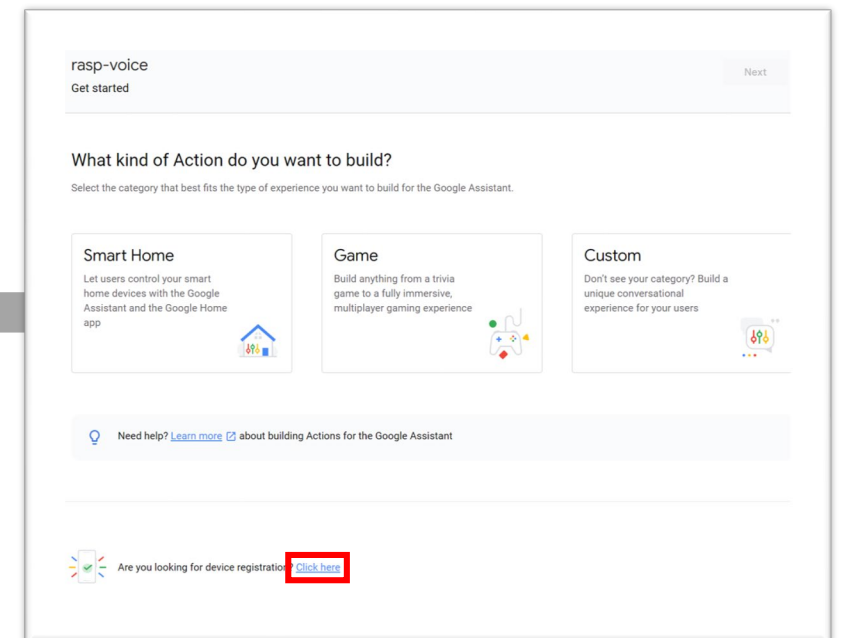 rasp-voice
Next
Get started
What kind of Action do you want to build?
Select the category that best fits the type of experience you want to build for the Google Assistant.
Smart Home
Let users control your smart
home devices with the Google
Assistant and the Google Home
app
Game
Build anything from a trivia
game to a fully immersive,
multiplayer gaming experience
Custom
Don't see your category? Build a
unique conversational
experience for your users
Need help? Learn more about building Actions for the Google Assistant
Are you looking for device registration? Click here